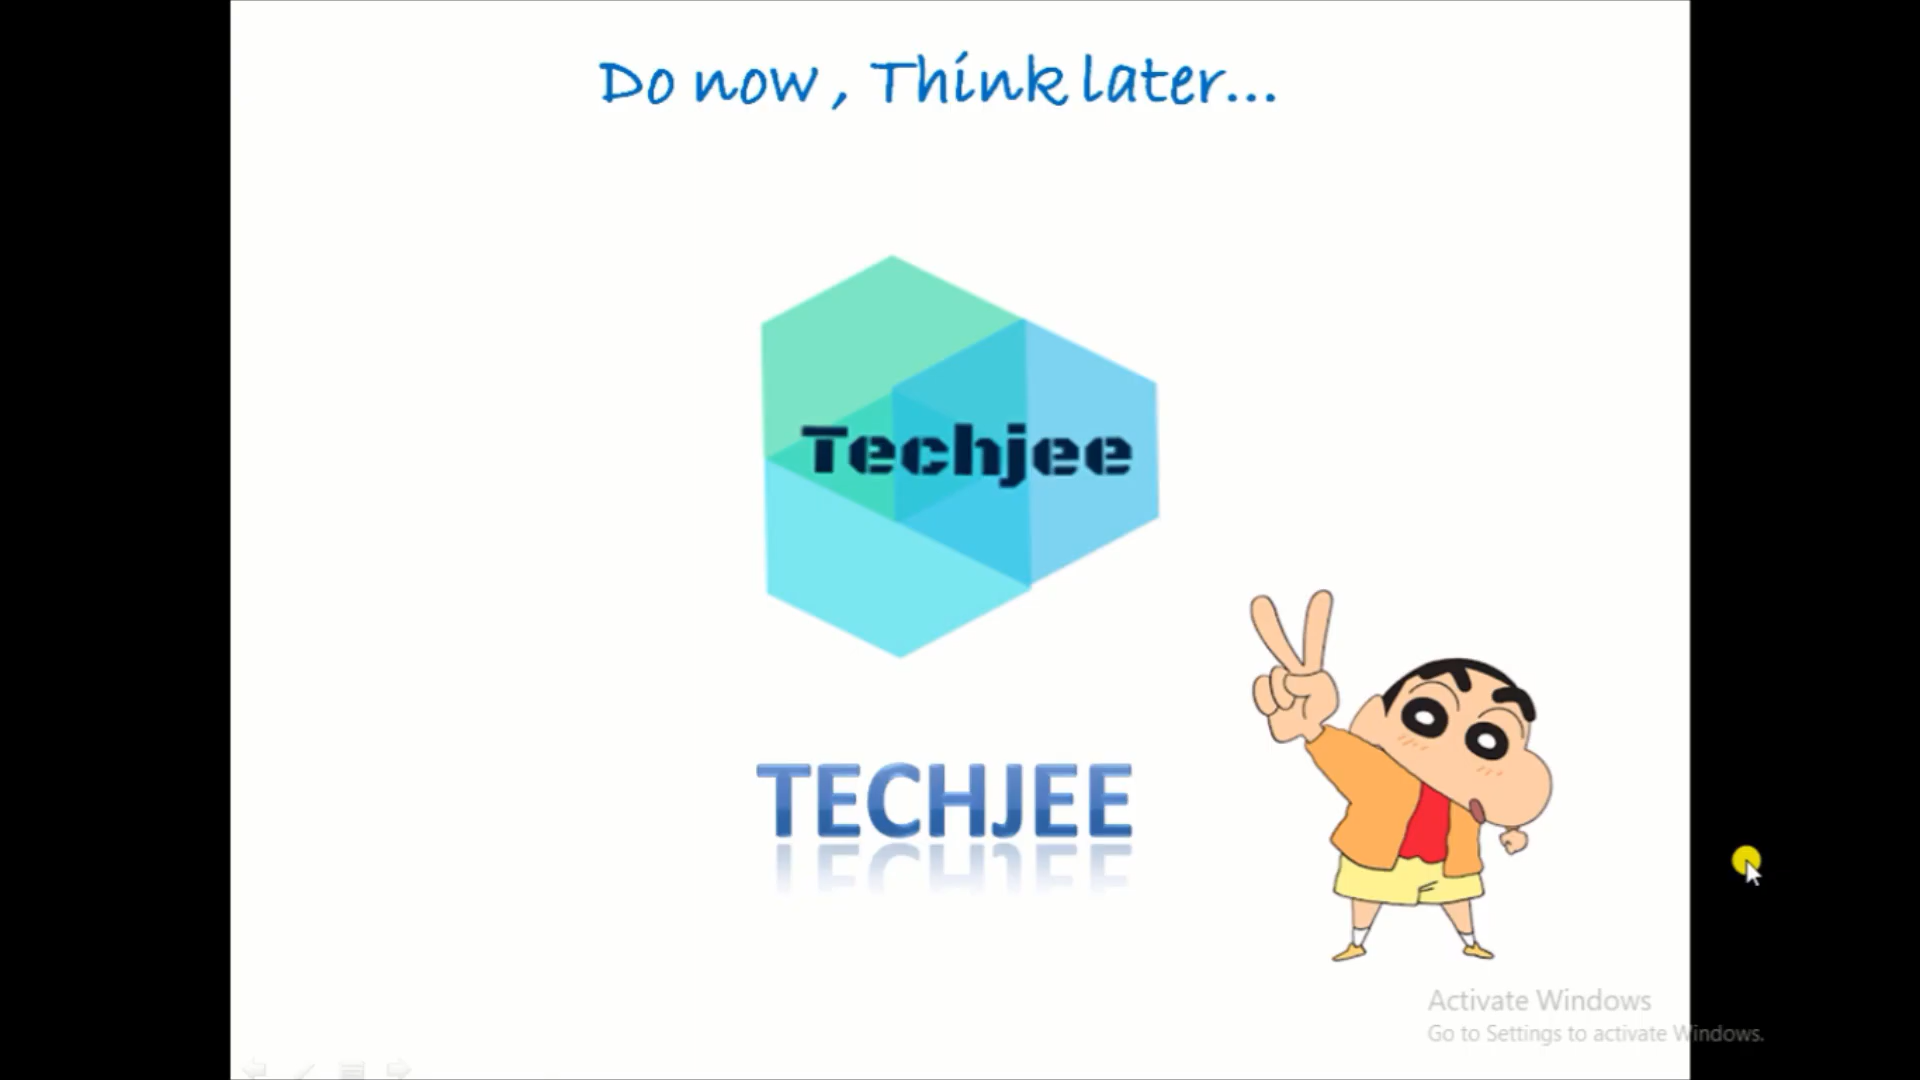 Do now, Think later...
Techjee
TECHJEE
Activate Windows
Go to Settings to activate Windows.